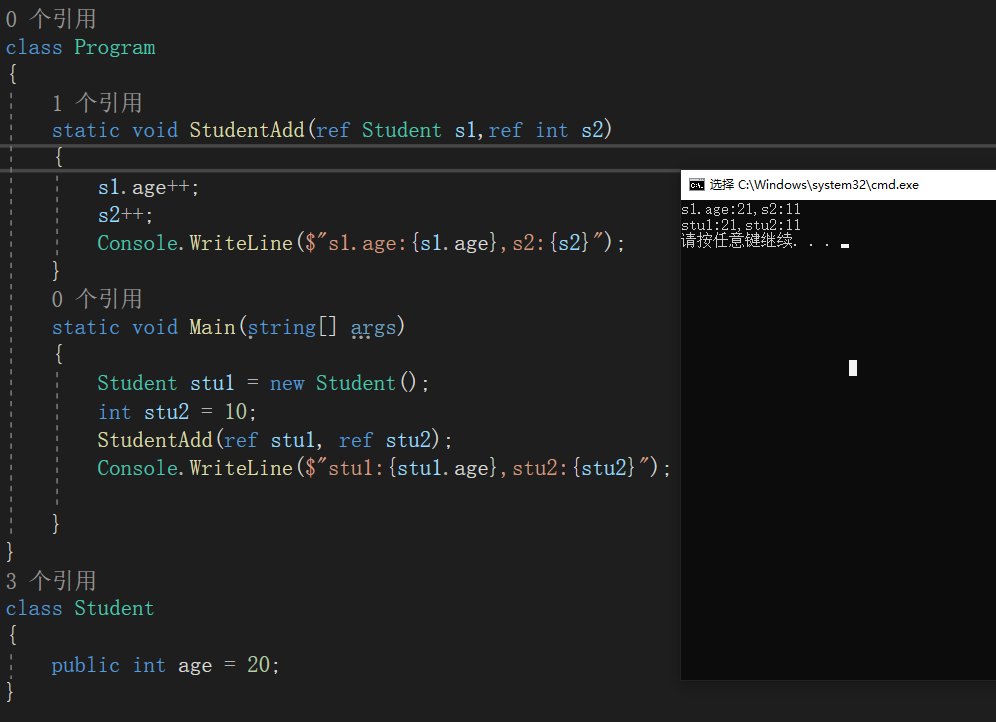 0 个引用
class Program
{
1 个引用
static void StudentAdd(ref Student s1,ref int s2)
{
s1.age++;
s2++;
Console.WriteLine($"s1.age:{s1.age},s2:{s2}");
}
0 个引用
static void Main(string[] args)
{
Student stu1 = new Student();
int stu2 = 10;
StudentAdd(ref stu1, ref stu2);
Console.WriteLine($"stu1:{stu1.age},stu2:{stu2}");
}
}
3 个引用
class Student
{
public int age = 20;
}
选择 C:\Windows\system32\cmd.exe
s1.age:21,s2:11
stu1:21,stu2:11
请按任意键继续. . .